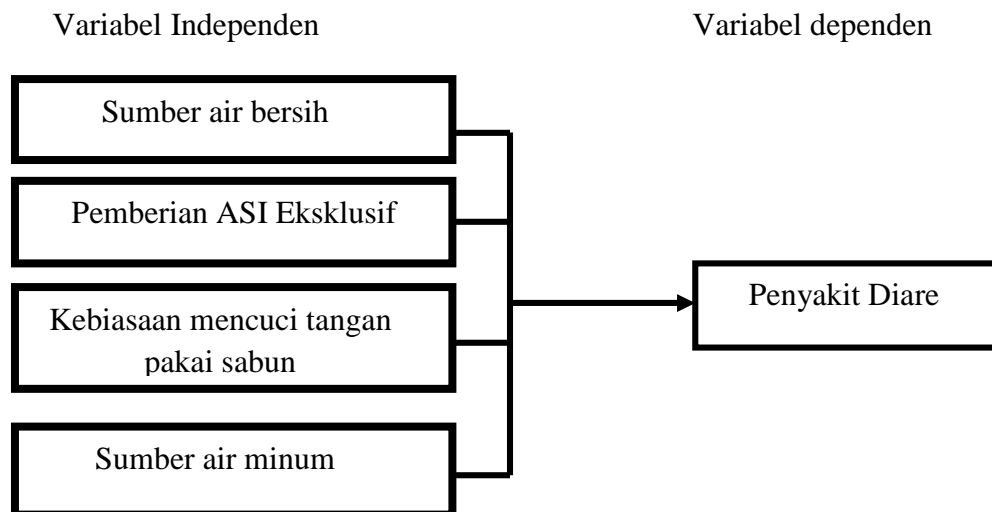 Variabel Independen
Variabel dependen
Sumber air bersih
Pemberian ASI Eksklusif
Kebiasaan mencuci tangan
pakai sabun
Sumber air minum
Penyakit Diare